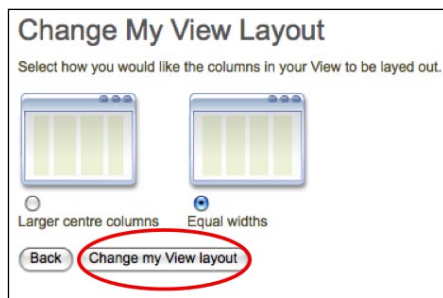 Change My View Layout
Select how you would like the columns in your View to be layed out.
Larger centre columns Equal widths
Back Change my View layout